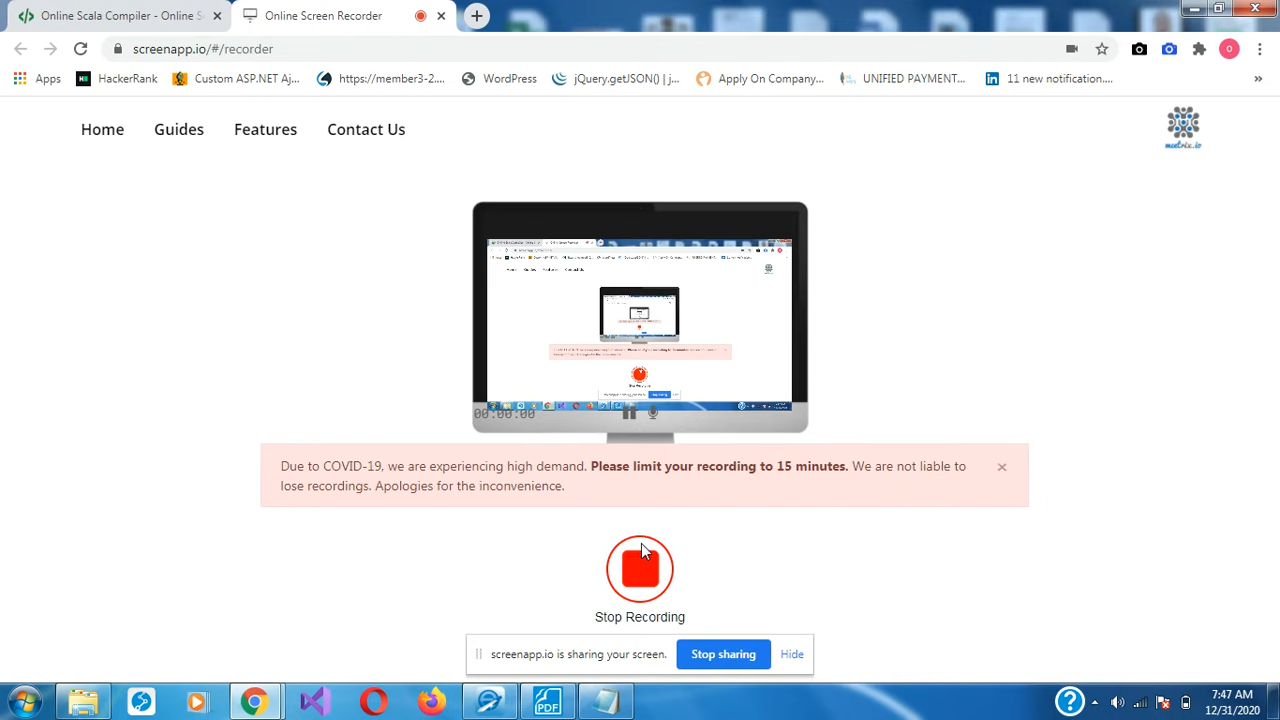 Online Scala Compiler - Online S
Online Screen Recorder
screenapp.io/#/recorder
Apps
HackerRank
Custom ASP.NET Aj...
https://member3-2....
WordPress
jQuery.getJSON() | j...
Apply On Company...
UNIFIED PAYMENT...
11 new notification....
Home Guides Features Contact Us
meetrix.io
00:00:00
Due to COVID-19, we are experiencing high demand. Please limit your recording to 15 minutes. We are not liable to
lose recordings. Apologies for the inconvenience.
Stop Recording
screenapp.io is sharing your screen. Stop sharing Hide
PDF
7:47 AM
12/31/2020